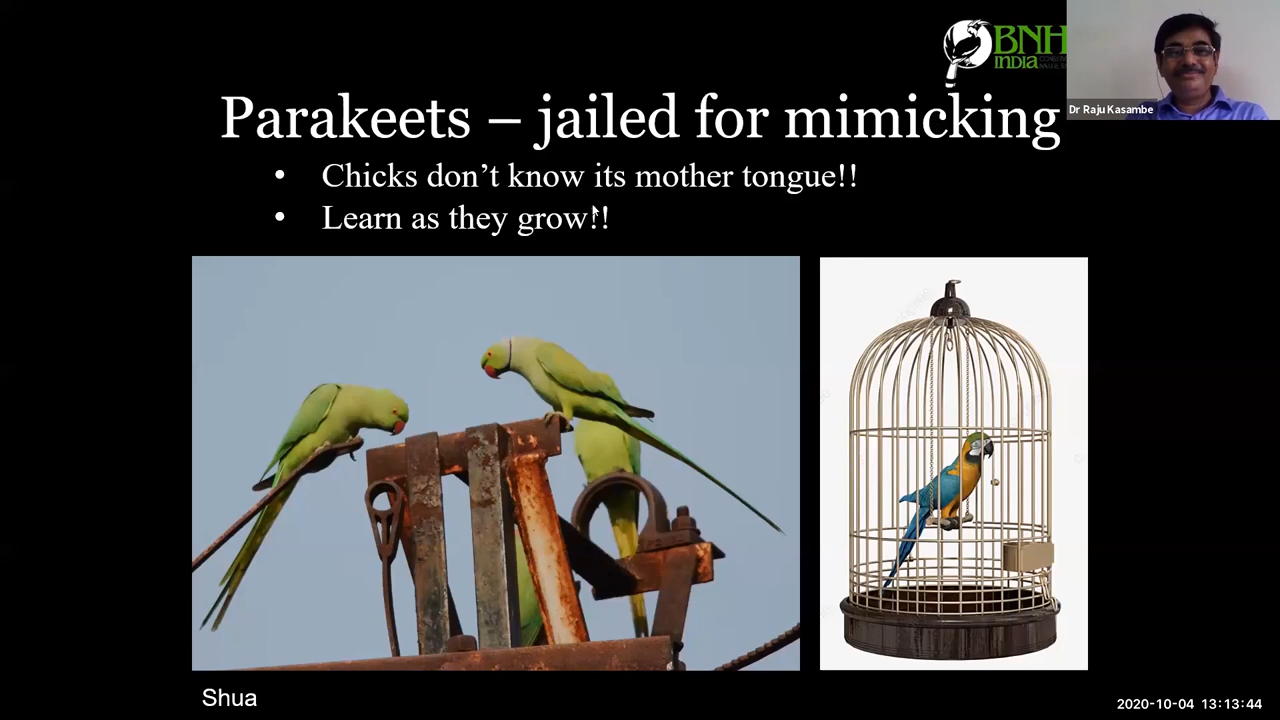 BNH
INDIA
Dr Raju Kasambe
Parakeets – jailed for mimicking
• Chicks don’t know its mother tongue!!
• Learn as they grow!!
Shua
2020-10-04 13:13:44